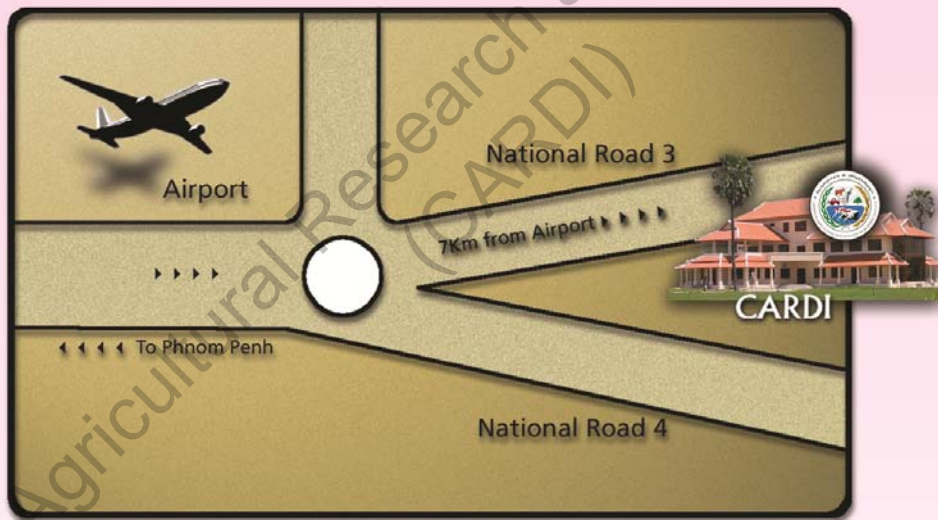 Airport
National Road 3
7Km from Airport
CARDI
To Phnom Penh
National Road 4
Agricultural Research
(CARDI)